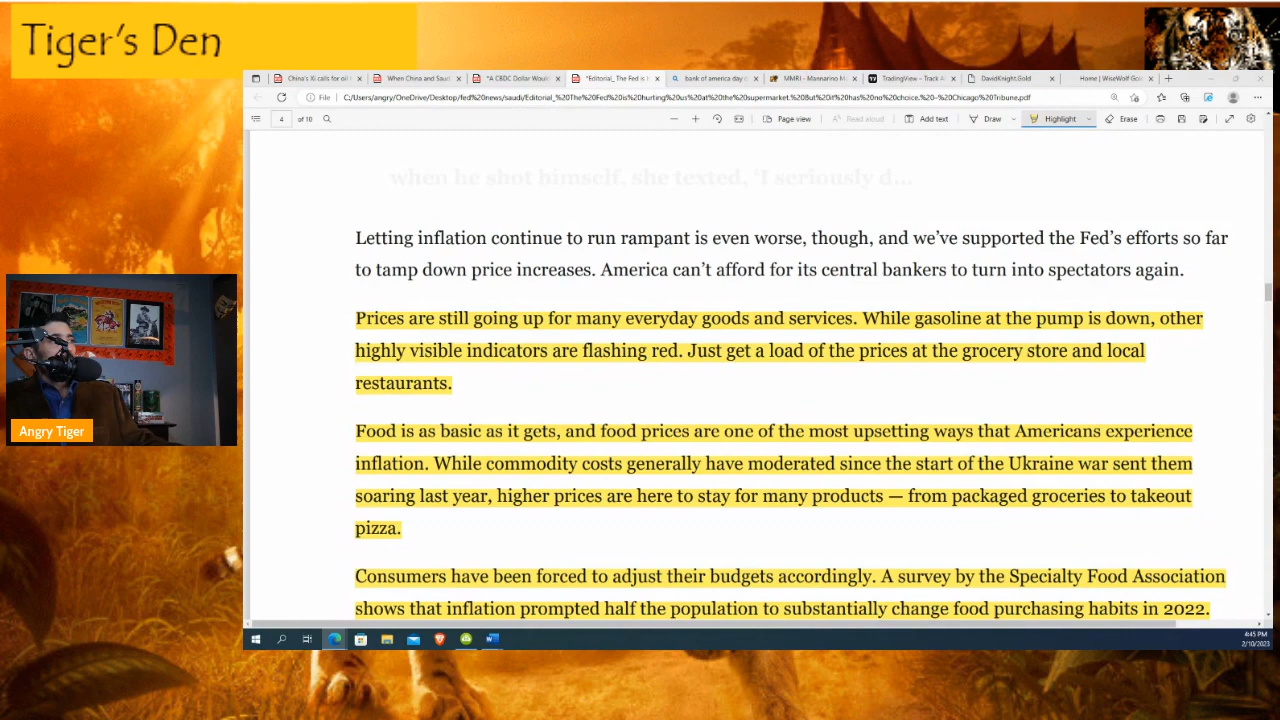 Tiger's Den
China's Xi calls for oil t
When China and Saud
"A CBDC Dollar Would
"Editorial_ The Fed is h
bank of america day o
MMRI - Mannarino M
TradingView – Track A
DavidKnight.Gold
Home | WiseWolf Gol
File
C:/Users/angry/OneDrive/Desktop/fed%20news/saudi/Editorial_%20The%20Fed%20is%20hurting%20us%20at%20the%20supermarket.%20But%20it%20has%20no%20choice.%20–%20Chicago%20Tribune.pdf
4 of 10
Page view
Read aloud
Add text
Draw
Highlight
Erase
when he shot himself, she texted, 'I seriously d...
Letting inflation continue to run rampant is even worse, though, and we've supported the Fed's efforts so far
to tamp down price increases. America can't afford for its central bankers to turn into spectators again.
Prices are still going up for many everyday goods and services. While gasoline at the pump is down, other
highly visible indicators are flashing red. Just get a load of the prices at the grocery store and local
restaurants.
Food is as basic as it gets, and food prices are one of the most upsetting ways that Americans experience
inflation. While commodity costs generally have moderated since the start of the Ukraine war sent them
soaring last year, higher prices are here to stay for many products — from packaged groceries to takeout
pizza.
Consumers have been forced to adjust their budgets accordingly. A survey by the Specialty Food Association
shows that inflation prompted half the population to substantially change food purchasing habits in 2022.
Angry Tiger
4:45 PM
2/10/2023